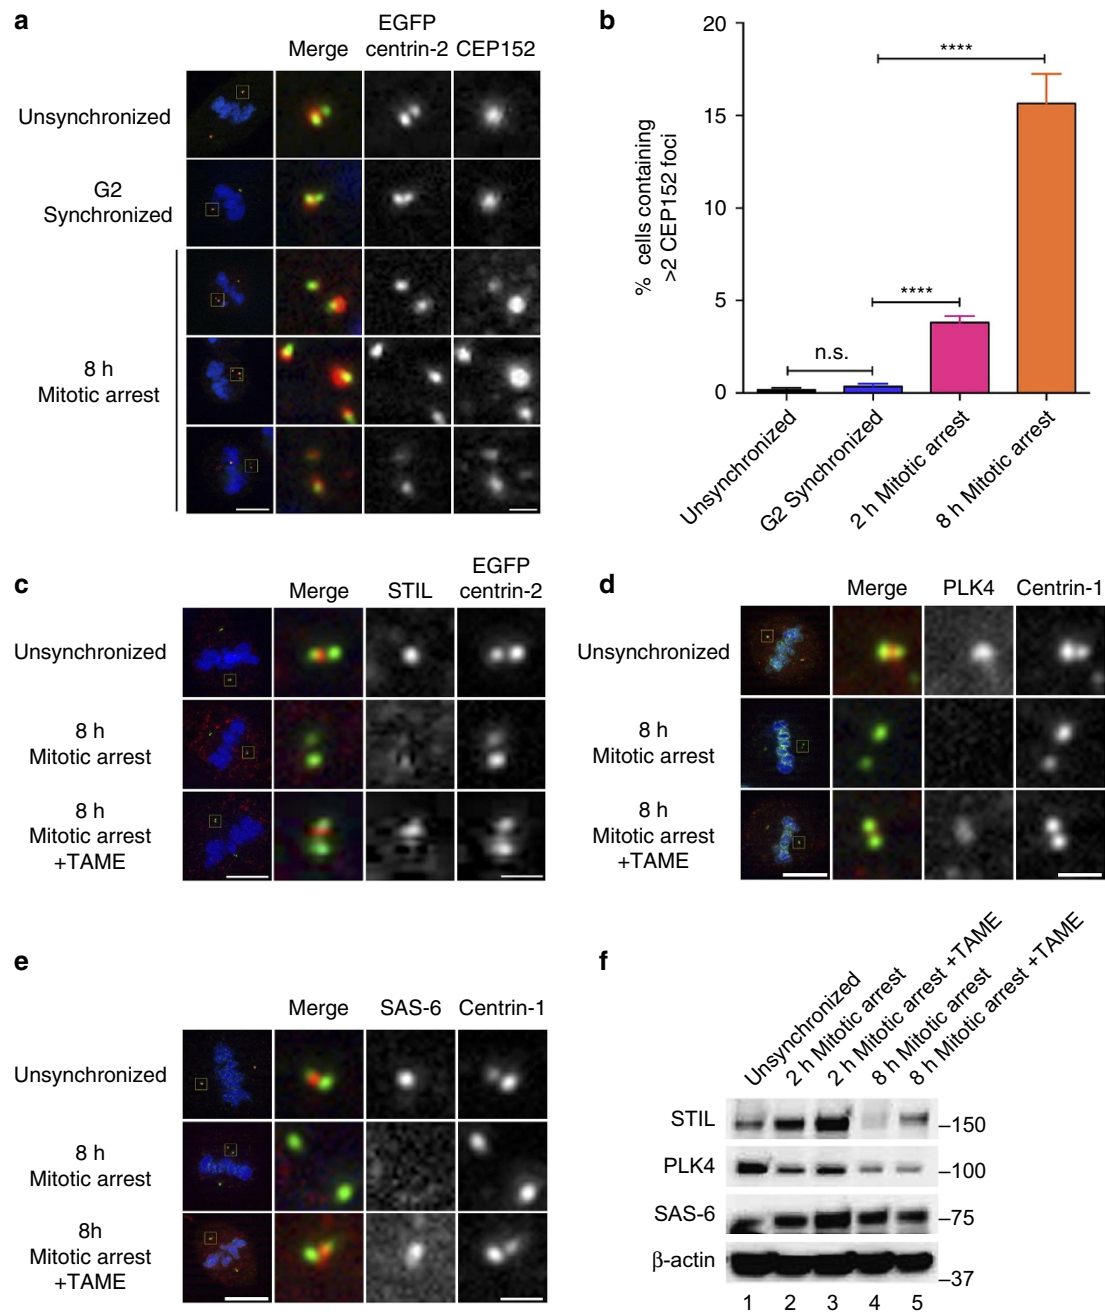 a
EGFP
Merge centrin-2 CEP152
Unsynchronized
G2
Synchronized
8 h
Mitotic arrest
b
20
15
10
5
0
% cells containing
>2 CEP152 foci
n.s.
****
****
Unsynchronized
G2 Synchronized
2 h Mitotic arrest
8 h Mitotic arrest
c
EGFP
Merge STIL centrin-2
Unsynchronized
8 h
Mitotic arrest
8 h
Mitotic arrest
+TAME
d
Merge PLK4 Centrin-1
Unsynchronized
8 h
Mitotic arrest
8 h
Mitotic arrest
+TAME
e
Merge SAS-6 Centrin-1
Unsynchronized
8 h
Mitotic arrest
8h
Mitotic arrest
+TAME
f
Unsynchronized
2 h Mitotic arrest
2 h Mitotic arrest +TAME
8 h Mitotic arrest
8 h Mitotic arrest +TAME
STIL –150
PLK4 –100
SAS-6 –75
β-actin –37
1 2 3 4 5